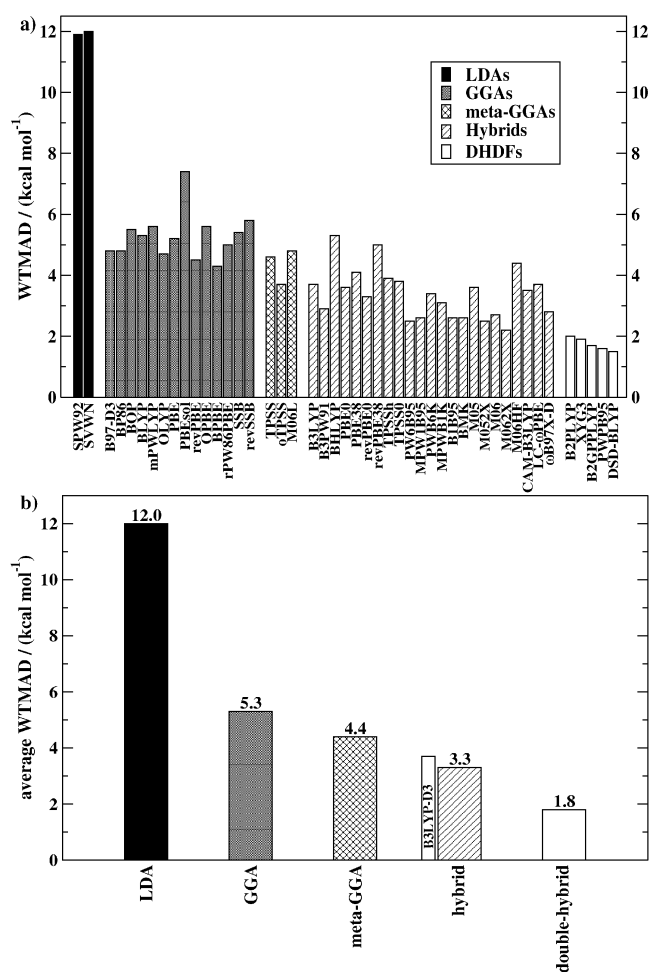 a)
12
10
8
6
4
2
0
WTMAD / (kcal mol⁻¹)
12
10
8
6
4
2
0
LDAs
GGAs
meta-GGAs
Hybrids
DHDFs
SPW92
SVWN
B97-D3
BP86
BOP
BLYP
mPWLYP
OLYP
PBE
PBEsol
revPBE
OPBE
BPBE
rPW86PBE
SSB
revSSB
TPSS
oTPSS
M06L
B3LYP
B3PW91
BHLYP
PBE0
PBE38
revPBE0
revPBE38
TPSSh
TPSS0
PW6B95
MPW1B95
PWB6K
MPWB1K
B1B95
BMK
M05
M052X
M06
M062X
M06HF
CAM-B3LYP
LC-ωPBE
ωB97X-D
B2PLYP
XYG3
B2GPPLYP
PWPB95
DSD-BLYP
b)
12
10
8
6
4
2
0
average WTMAD / (kcal mol⁻¹)
12.0
5.3
4.4
3.3
1.8
B3LYP-D3
LDA
GGA
meta-GGA
hybrid
double-hybrid